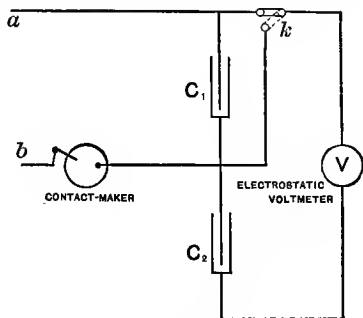 a
k
C₁
b
CONTACT-MAKER
ELECTROSTATIC
VOLTMETER
V
C₂